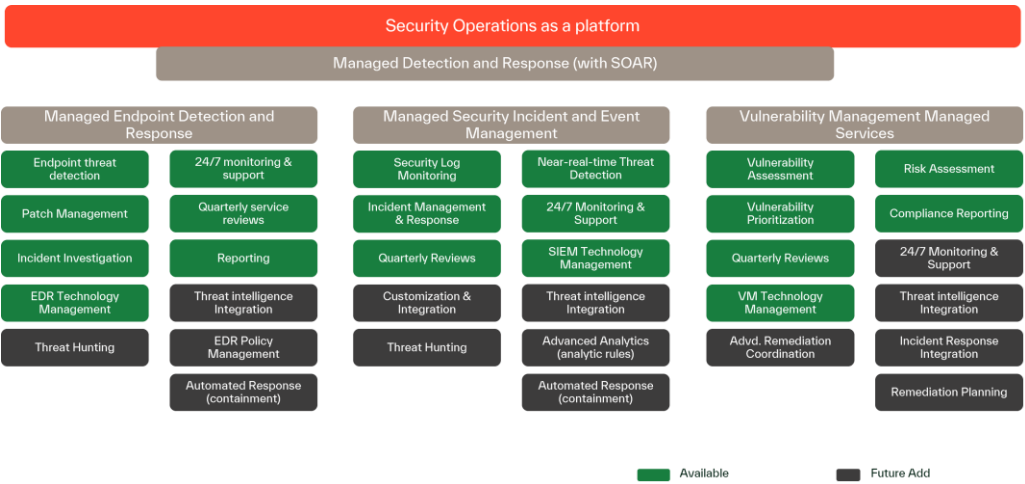 Security Operations as a platform
Managed Detection and Response (with SOAR)
Managed Endpoint Detection and
Response
Endpoint threat
detection
24/7 monitoring &
support
Patch Management
Quarterly service
reviews
Incident Investigation
Reporting
EDR Technology
Management
Threat intelligence
Integration
Threat Hunting
EDR Policy
Management
Automated Response
(containment)
Managed Security Incident and Event
Management
Security Log
Monitoring
Near-real-time Threat
Detection
Incident Management
& Response
24/7 Monitoring &
Support
Quarterly Reviews
SIEM Technology
Management
Customization &
Integration
Threat intelligence
Integration
Threat Hunting
Advanced Analytics
(analytic rules)
Automated Response
(containment)
Vulnerability Management Managed
Services
Vulnerability
Assessment
Risk Assessment
Vulnerability
Prioritization
Compliance Reporting
Quarterly Reviews
24/7 Monitoring &
Support
VM Technology
Management
Threat intelligence
Integration
Advd. Remediation
Coordination
Incident Response
Integration
Remediation Planning
Available
Future Add